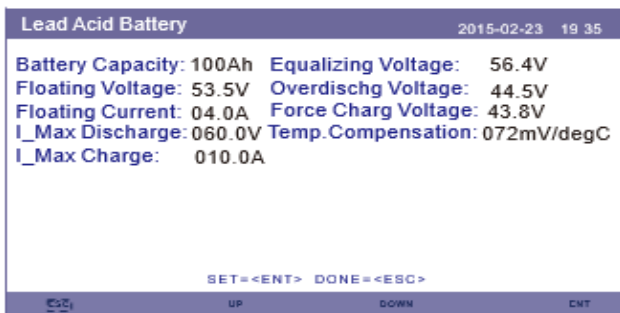 Lead Acid Battery 2015-02-23 19 35
Battery Capacity: 100Ah Equalizing Voltage: 56.4V
Floating Voltage: 53.5V Overdischg Voltage: 44.5V
Floating Current: 04.0A Force Charg Voltage: 43.8V
I_Max Discharge: 060.0V Temp.Compensation: 072mV/degC
I_Max Charge: 010.0A
SET=<ENT> DONE=<ESC>
ESC UP DOWN ENT